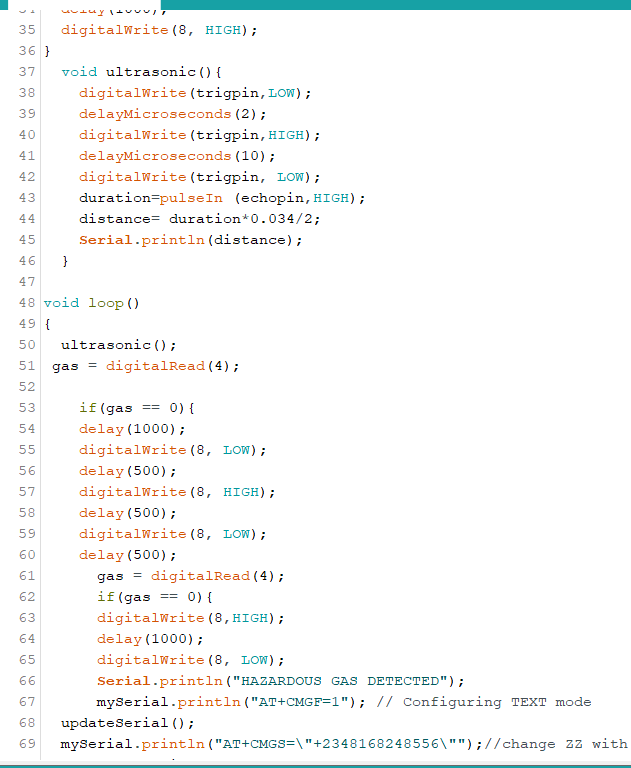 35 digitalWrite(8, HIGH);
36 }
37 void ultrasonic(){
38 digitalWrite(trigpin,LOW);
39 delayMicroseconds(2);
40 digitalWrite(trigpin,HIGH);
41 delayMicroseconds(10);
42 digitalWrite(trigpin, LOW);
43 duration=pulseIn (echopin,HIGH);
44 distance= duration*0.034/2;
45 Serial.println(distance);
46 }
47
48 void loop()
49 {
50 ultrasonic();
51 gas = digitalRead(4);
52
53 if(gas == 0){
54 delay(1000);
55 digitalWrite(8, LOW);
56 delay(500);
57 digitalWrite(8, HIGH);
58 delay(500);
59 digitalWrite(8, LOW);
60 delay(500);
61 gas = digitalRead(4);
62 if(gas == 0){
63 digitalWrite(8,HIGH);
64 delay(1000);
65 digitalWrite(8, LOW);
66 Serial.println("HAZARDOUS GAS DETECTED");
67 mySerial.println("AT+CMGF=1"); // Configuring TEXT mode
68 updateSerial();
69 mySerial.println("AT+CMGS=\"+2348168248556\"");//change ZZ with